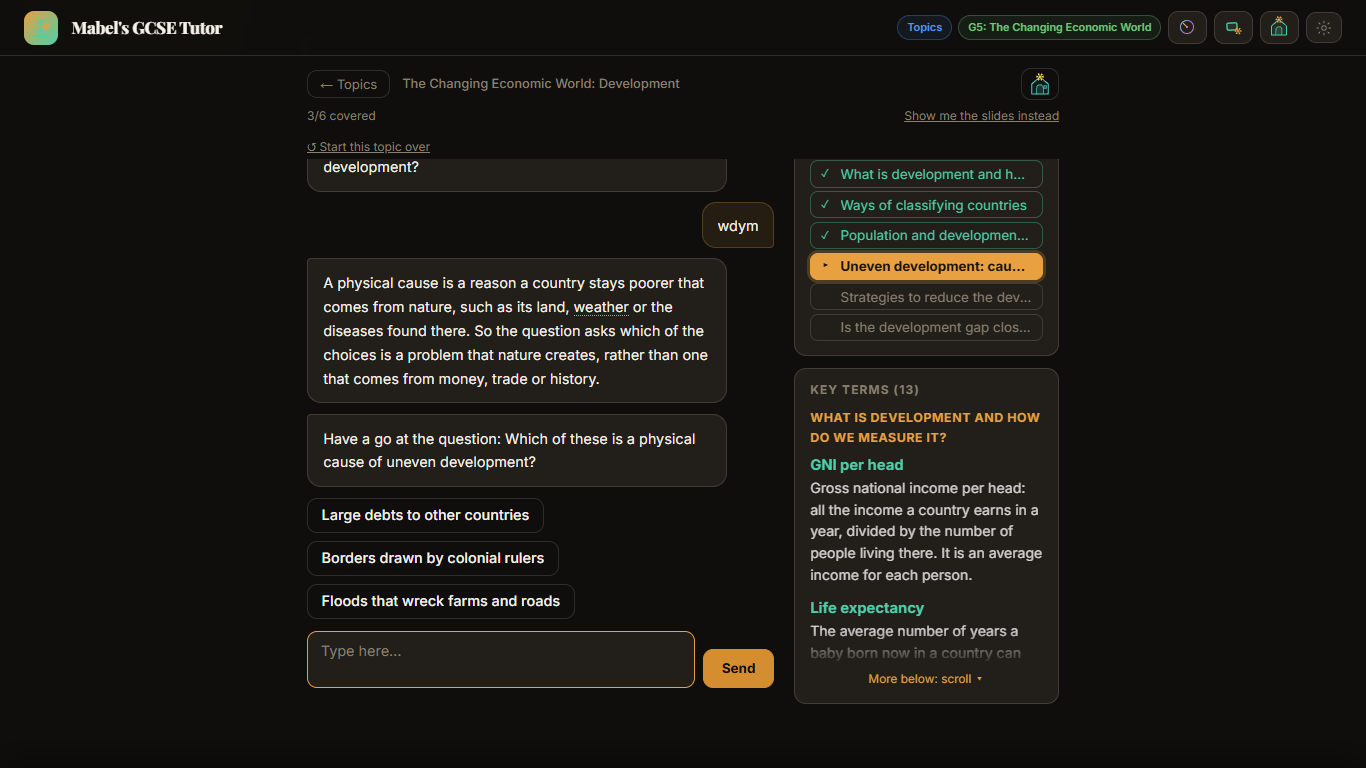 Mabel's GCSE Tutor
Topics
G5: The Changing Economic World
← Topics
The Changing Economic World: Development
3/6 covered
Show me the slides instead
↺ Start this topic over
development?
wdym
A physical cause is a reason a country stays poorer that
comes from nature, such as its land, weather or the
diseases found there. So the question asks which of the
choices is a problem that nature creates, rather than one
that comes from money, trade or history.
Have a go at the question: Which of these is a physical
cause of uneven development?
Large debts to other countries
Borders drawn by colonial rulers
Floods that wreck farms and roads
Type here...
Send
✓ What is development and h...
✓ Ways of classifying countries
✓ Population and developmen...
Uneven development: cau...
Strategies to reduce the dev...
Is the development gap clos...
KEY TERMS (13)
WHAT IS DEVELOPMENT AND HOW
DO WE MEASURE IT?
GNI per head
Gross national income per head:
all the income a country earns in a
year, divided by the number of
people living there. It is an average
income for each person.
Life expectancy
The average number of years a
baby born now in a country can
More below: scroll